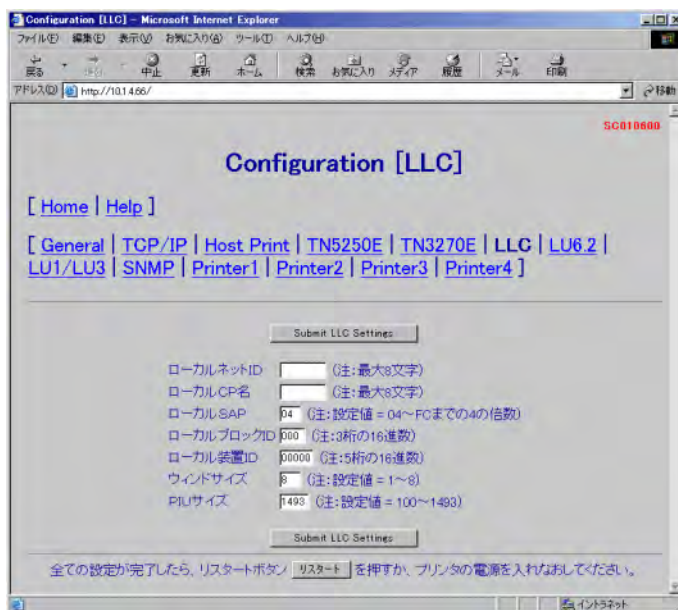 Configuration [LLC] - Microsoft Internet Explorer
ファイル(F) 編集(E) 表示(V) お気に入り(A) ツール(T) ヘルプ(H)
戻る 中止 更新 ホーム 検索 お気に入り メディア 履歴 メール 印刷
アドレス(D) http://10.1.4.66/ 移動
SC010600
Configuration [LLC]
[ Home | Help ]
[ General | TCP/IP | Host Print | TN5250E | TN3270E | LLC | LU6.2 |
LU1/LU3 | SNMP | Printer1 | Printer2 | Printer3 | Printer4 ]
Submit LLC Settings
ローカルネットID (注:最大8文字)
ローカルCP名 (注:最大8文字)
ローカルSAP 04 (注:設定値 = 04~FCまでの4の倍数)
ローカルブロックID 000 (注:3桁の16進数)
ローカル装置ID 00000 (注:5桁の16進数)
ウィンドサイズ 8 (注:設定値 = 1~8)
PIUサイズ 1493 (注:設定値 = 100~1493)
Submit LLC Settings
全ての設定が完了したら、リスタートボタン リスタート を押すか、プリンタの電源を入れなおしてください。
イントラネット